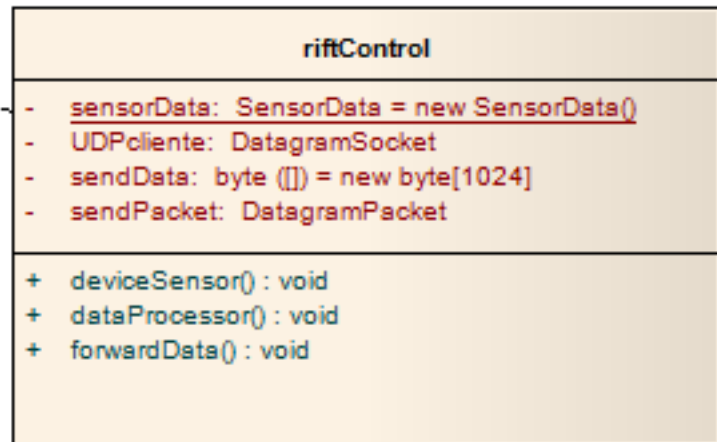 riftControl
- sensorData: SensorData = new SensorData()
- UDPcliente: DatagramSocket
- sendData: byte ([]) = new byte[1024]
- sendPacket: DatagramPacket
+ deviceSensor() : void
+ dataProcessor() : void
+ forwardData() : void